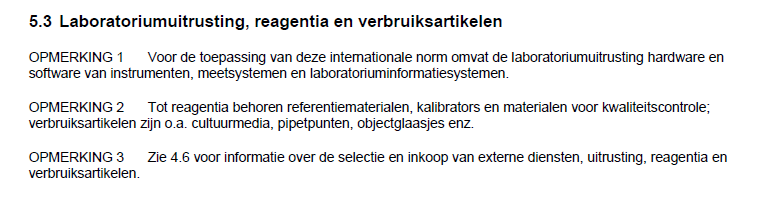 5.3 Laboratoriumuitrusting, reagentia en verbruiksartikelen
OPMERKING 1 Voor de toepassing van deze internationale norm omvat de laboratoriumuitrusting hardware en
software van instrumenten, meetsystemen en laboratoriuminformatiesystemen.
OPMERKING 2 Tot reagentia behoren referentiematerialen, kalibrators en materialen voor kwaliteitscontrole;
verbruiksartikelen zijn o.a. cultuurmedia, pipetpunten, objectglaasjes enz.
OPMERKING 3 Zie 4.6 voor informatie over de selectie en inkoop van externe diensten, uitrusting, reagentia en
verbruiksartikelen.